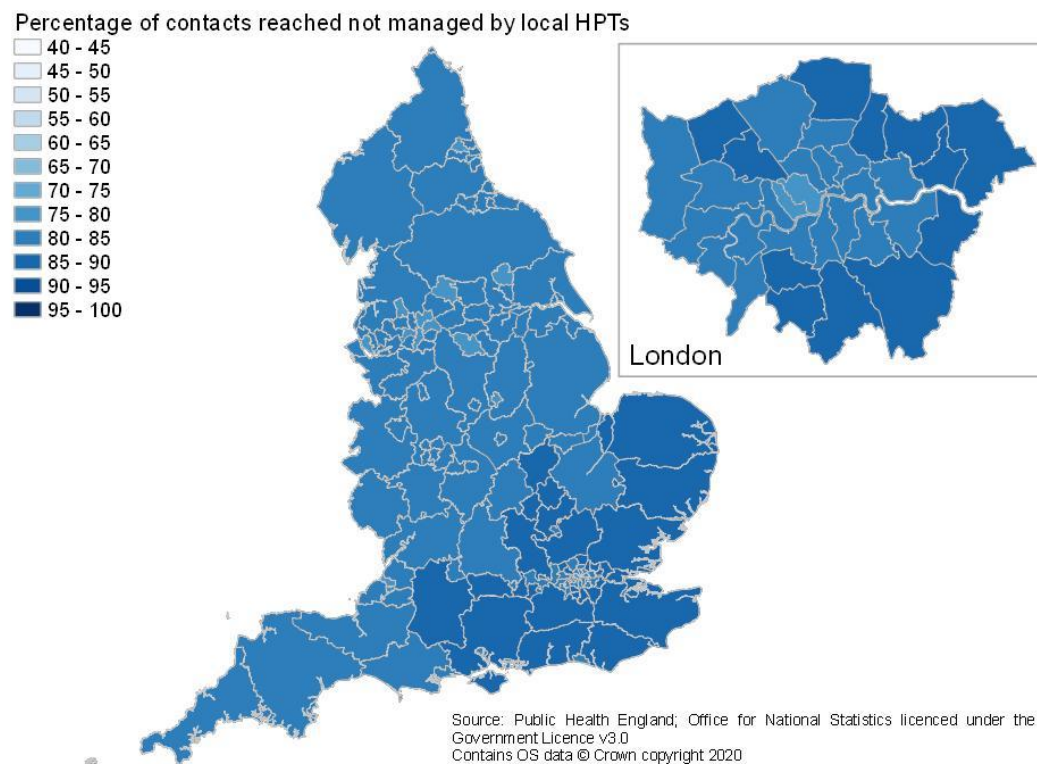 Percentage of contacts reached not managed by local HPTs
40 - 45
45 - 50
50 - 55
55 - 60
60 - 65
65 - 70
70 - 75
75 - 80
80 - 85
85 - 90
90 - 95
95 - 100
London
Source: Public Health England; Office for National Statistics licenced under the
Government Licence v3.0
Contains OS data © Crown copyright 2020